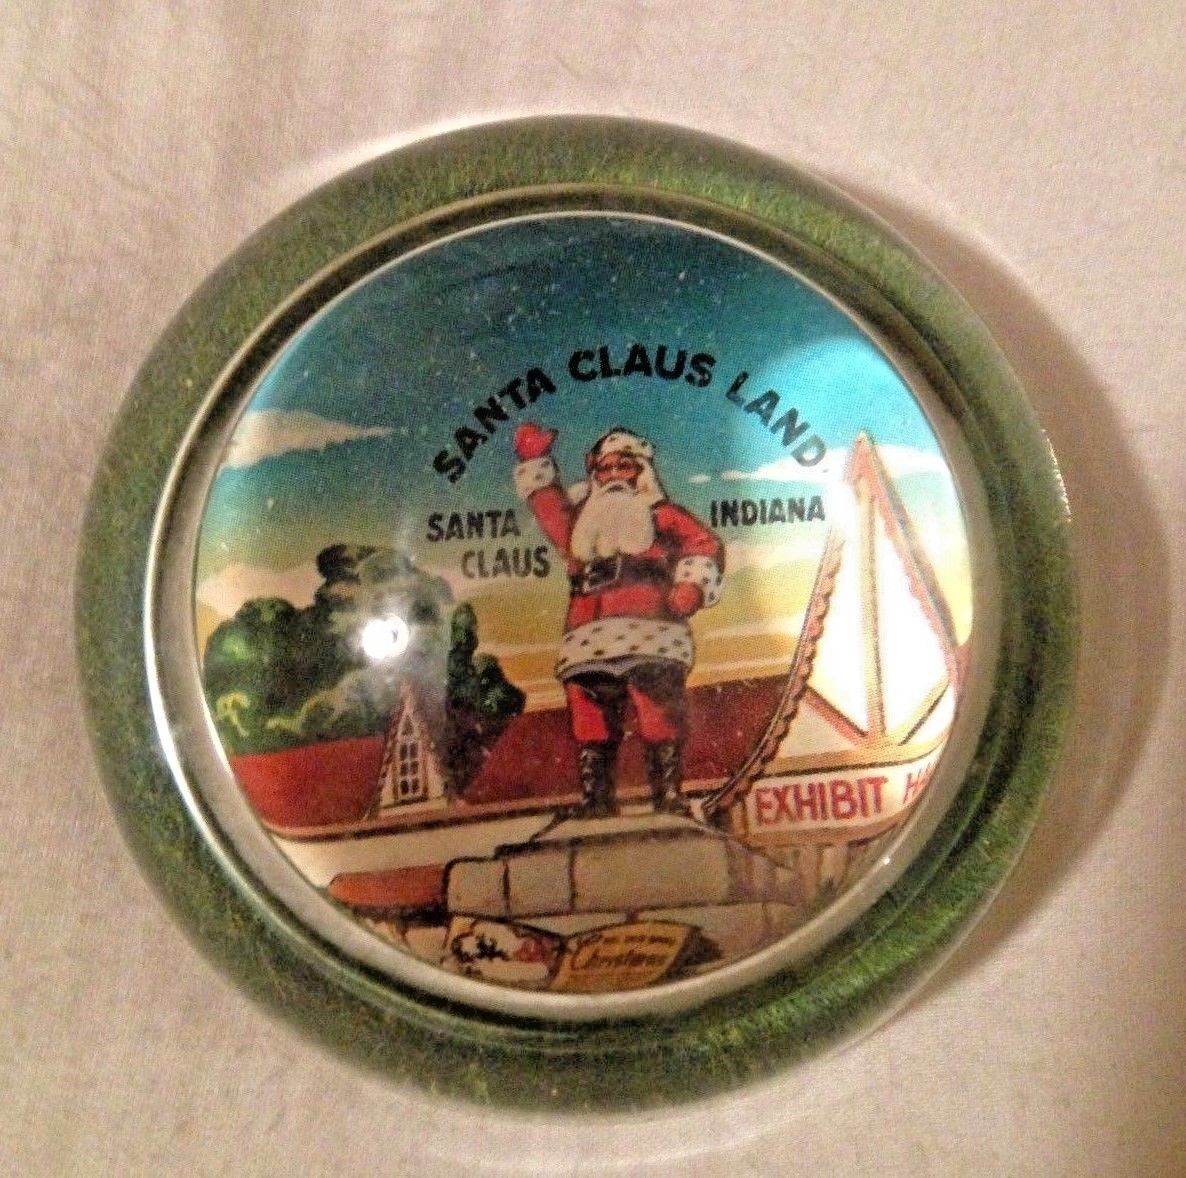 SANTA CLAUS LAND
SANTA
CLAUS
INDIANA
EXHIBIT
Christmas